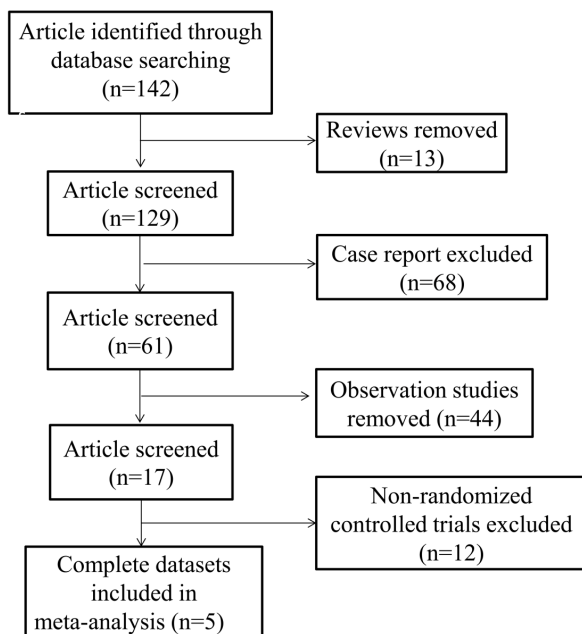 Article identified through
database searching
(n=142)
Reviews removed
(n=13)
Article screened
(n=129)
Case report excluded
(n=68)
Article screened
(n=61)
Observation studies
removed (n=44)
Article screened
(n=17)
Non-randomized
controlled trials excluded
(n=12)
Complete datasets
included in
meta-analysis (n=5)